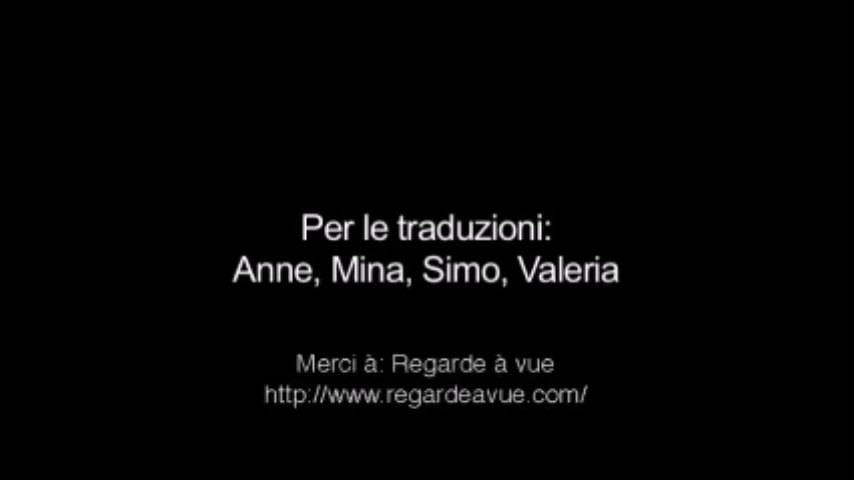 Per le traduzioni:
Anne, Mina, Simo, Valeria
Merci à: Regarde à vue
http://www.regardeavue.com/